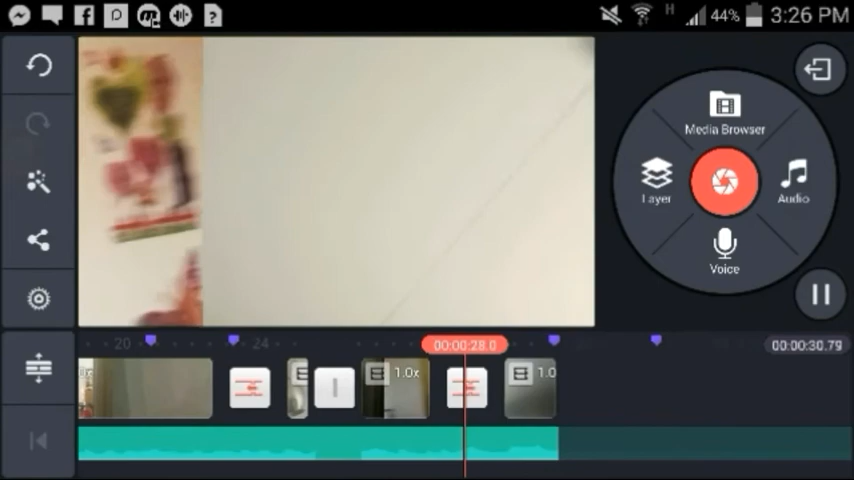 H 44% 3:26 PM
Media Browser
Layer
Audio
Voice
20
24
00:00:28.0
00:00:30.79
1.0x
1.0